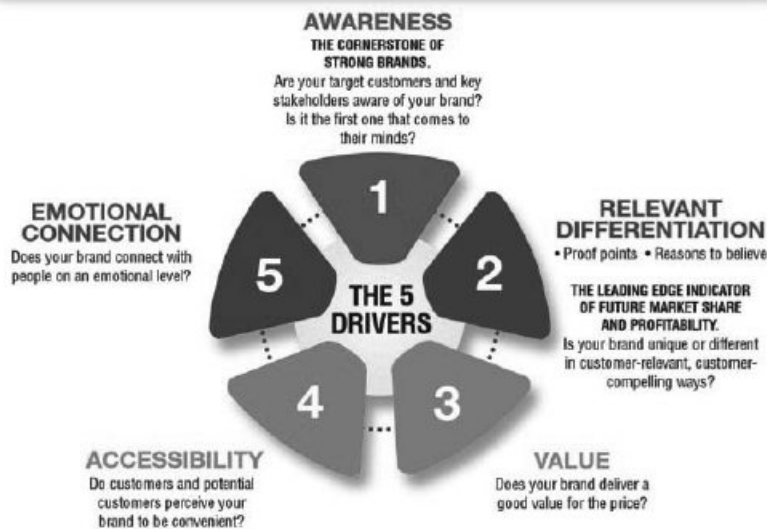 AWARENESS
THE CORNERSTONE OF
STRONG BRANDS.
Are your target customers and key
stakeholders aware of your brand?
Is it the first one that comes to
their minds?
1
RELEVANT
DIFFERENTIATION
• Proof points • Reasons to believe
THE LEADING EDGE INDICATOR
OF FUTURE MARKET SHARE
AND PROFITABILITY.
Is your brand unique or different
in customer-relevant, customer-
compelling ways?
2
VALUE
Does your brand deliver a
good value for the price?
3
ACCESSIBILITY
Do customers and potential
customers perceive your
brand to be convenient?
4
EMOTIONAL
CONNECTION
Does your brand connect with
people on an emotional level?
5
THE 5
DRIVERS